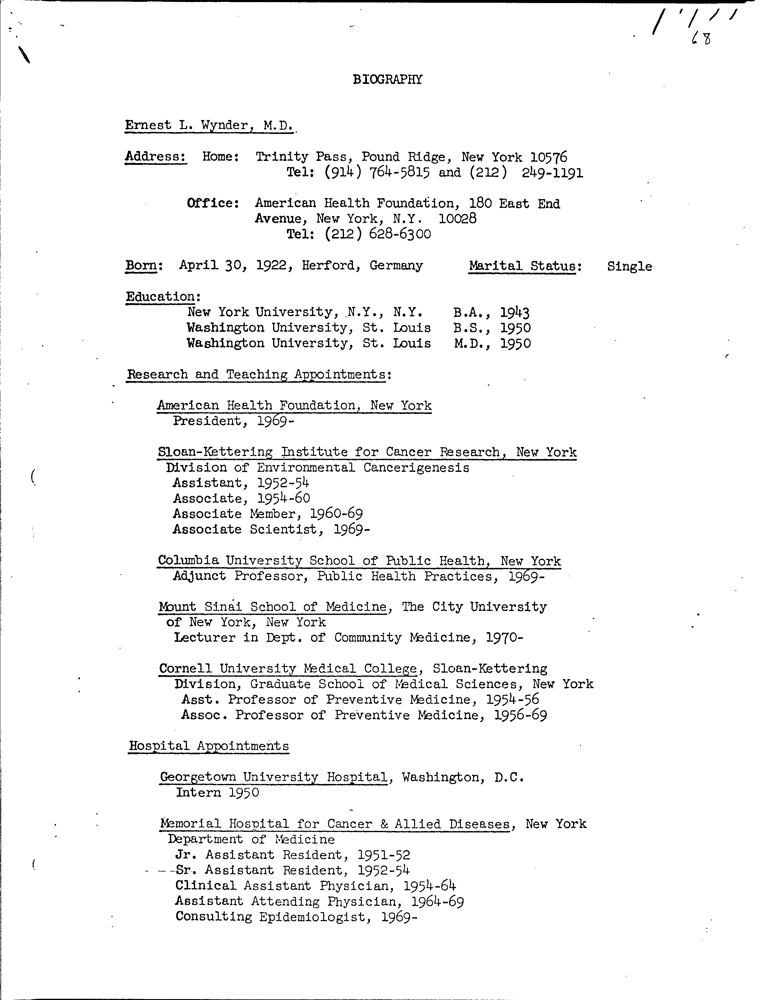 68
BIOGRAPHY
Ernest L. Wynder, M.D.
Address: Home: Trinity Pass, Pound Ridge, New York 10576
Tel: (914) 764-5815 and (212) 249-1191
Office: American Health Foundation, 180 East End
Avenue, New York, N.Y. 10028
Tel: (212) 628-6300
Born: April 30, 1922, Herford, Germany Marital Status: Single
Education:
New York University, N.Y., N.Y. B.A., 1943
Washington University, St. Louis B.S., 1950
Washington University, St. Louis M.D., 1950
Research and Teaching Appointments:
American Health Foundation, New York
President, 1969-
Sloan-Kettering Institute for Cancer Research, New York
Division of Environmental Cancerigenesis
Assistant, 1952-54
Associate, 1954-60
Associate Member, 1960-69
Associate Scientist, 1969-
Columbia University School of Public Health, New York
Adjunct Professor, Public Health Practices, 1969-
Mount Sinai School of Medicine, The City University
of New York, New York
Lecturer in Dept. of Community Medicine, 1970-
Cornell University Medical College, Sloan-Kettering
Division, Graduate School of Medical Sciences, New York
Asst. Professor of Preventive Medicine, 1954-56
Assoc. Professor of Preventive Medicine, 1956-69
Hospital Appointments
Georgetown University Hospital, Washington, D.C.
Intern 1950
Memorial Hospital for Cancer & Allied Diseases, New York
Department of Medicine
Jr. Assistant Resident, 1951-52
Sr. Assistant Resident, 1952-54
Clinical Assistant Physician, 1954-64
Assistant Attending Physician, 1964-69
Consulting Epidemiologist, 1969-